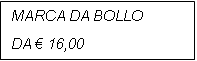 MARCA DA BOLLO
DA € 16,00